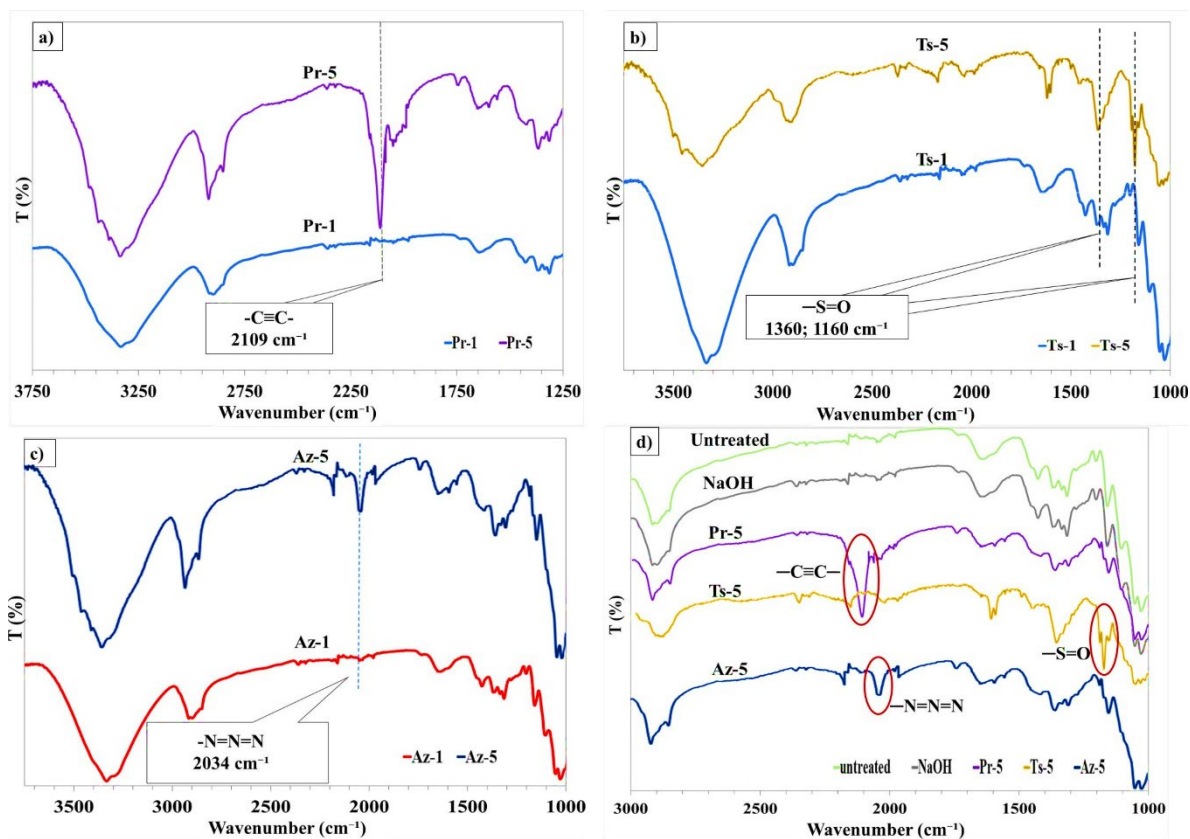 a)
Pr-5
Pr-1
-C≡C-
2109 cm⁻¹
Pr-1 Pr-5
T (%)
3750 3250 2750 2250 1750 1250
Wavenumber (cm⁻¹)
b)
Ts-5
Ts-1
─S=O
1360; 1160 cm⁻¹
Ts-1 Ts-5
T (%)
3500 3000 2500 2000 1500 1000
Wavenumber (cm⁻¹)
c)
Az-5
Az-1
-N=N=N
2034 cm⁻¹
Az-1 Az-5
T (%)
3500 3000 2500 2000 1500 1000
Wavenumber (cm⁻¹)
d)
Untreated
NaOH
Pr-5
─C≡C─
Ts-5
─S=O
Az-5
─N=N=N
untreated NaOH Pr-5 Ts-5 Az-5
T (%)
3000 2500 2000 1500 1000
Wavenumber (cm⁻¹)